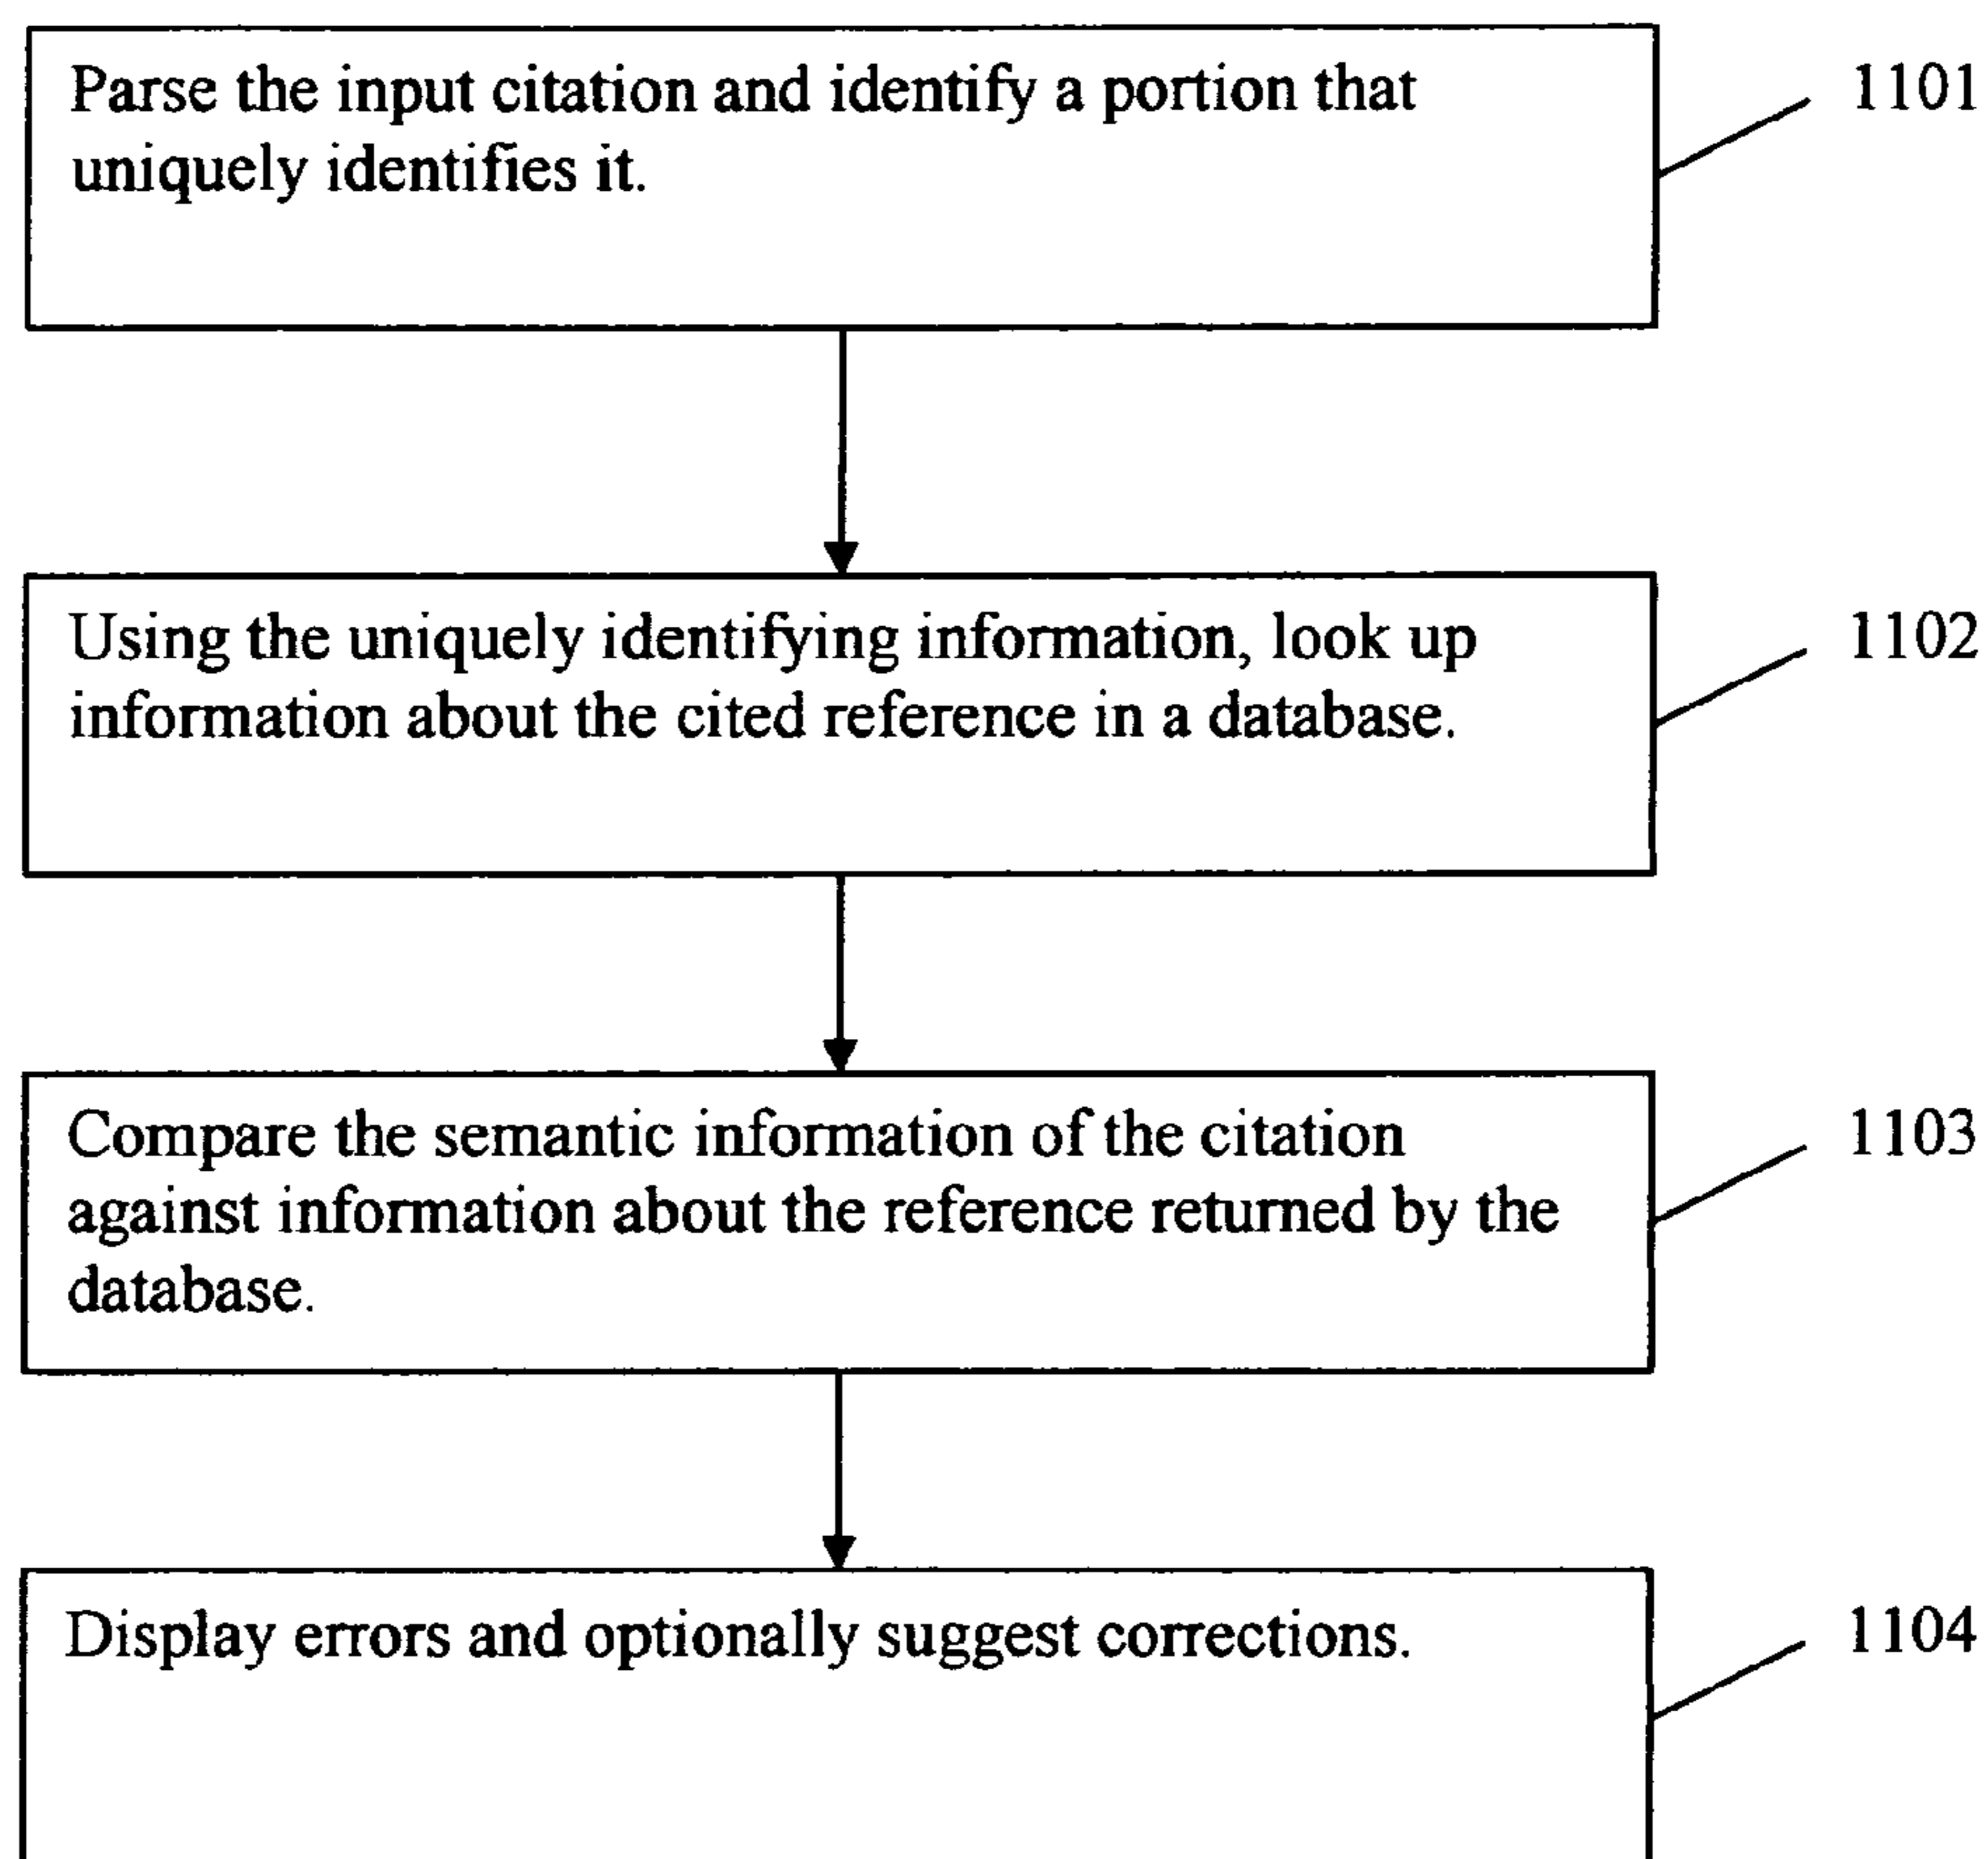 Parse the input citation and identify a portion that
1101
uniquely identifies it.
Using the uniquely identifying information, look up
1102
information about the cited reference in a database.
Compare the semantic information of the citation
1103
against information about the reference returned by the
database.
Display errors and optionally suggest corrections.
1104